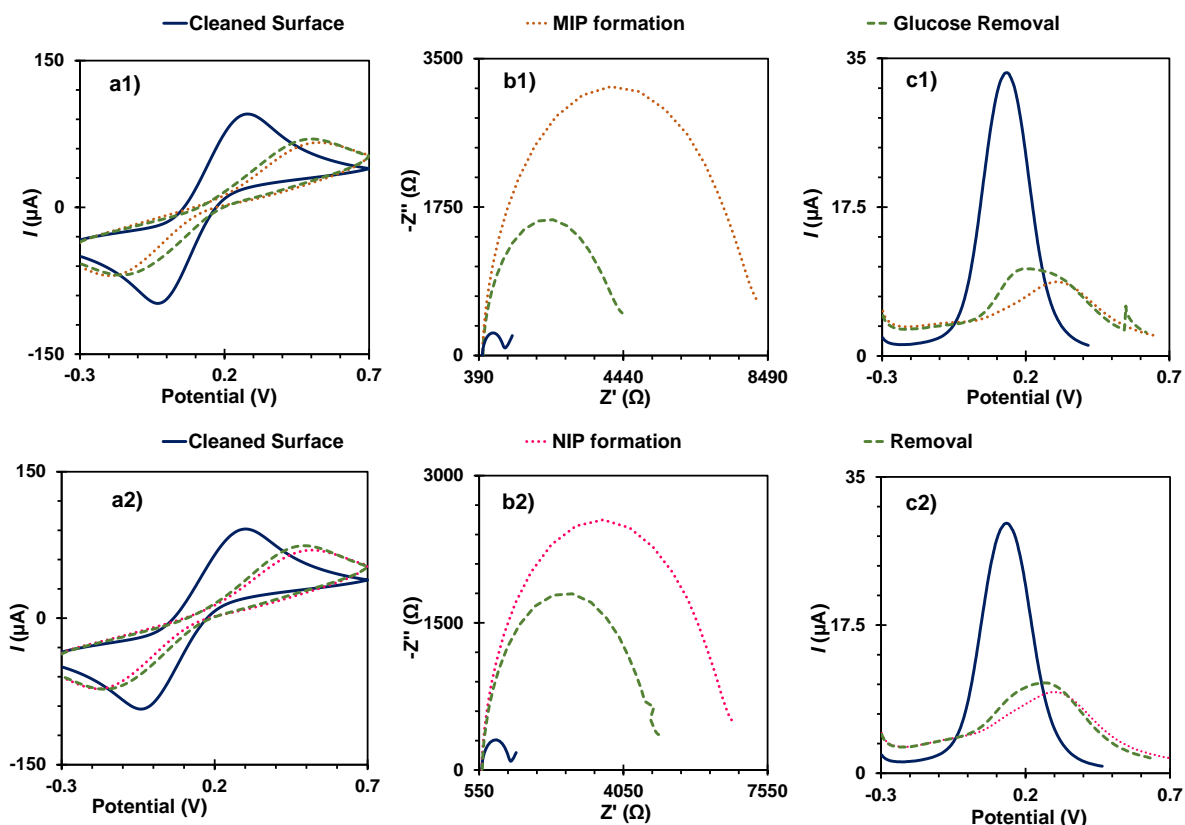 Cleaned Surface MIP formation Glucose Removal
a1)
150
0
-150
I (µA)
-0.3 0.2 0.7
Potential (V)
b1)
3500
1750
0
-Z'' (Ω)
390 4440 8490
Z' (Ω)
c1)
35
17.5
0
I (µA)
-0.3 0.2 0.7
Potential (V)
Cleaned Surface NIP formation Removal
a2)
150
0
-150
I (µA)
-0.3 0.2 0.7
Potential (V)
b2)
3000
1500
0
-Z'' (Ω)
550 4050 7550
Z' (Ω)
c2)
35
17.5
0
I (µA)
-0.3 0.2 0.7
Potential (V)